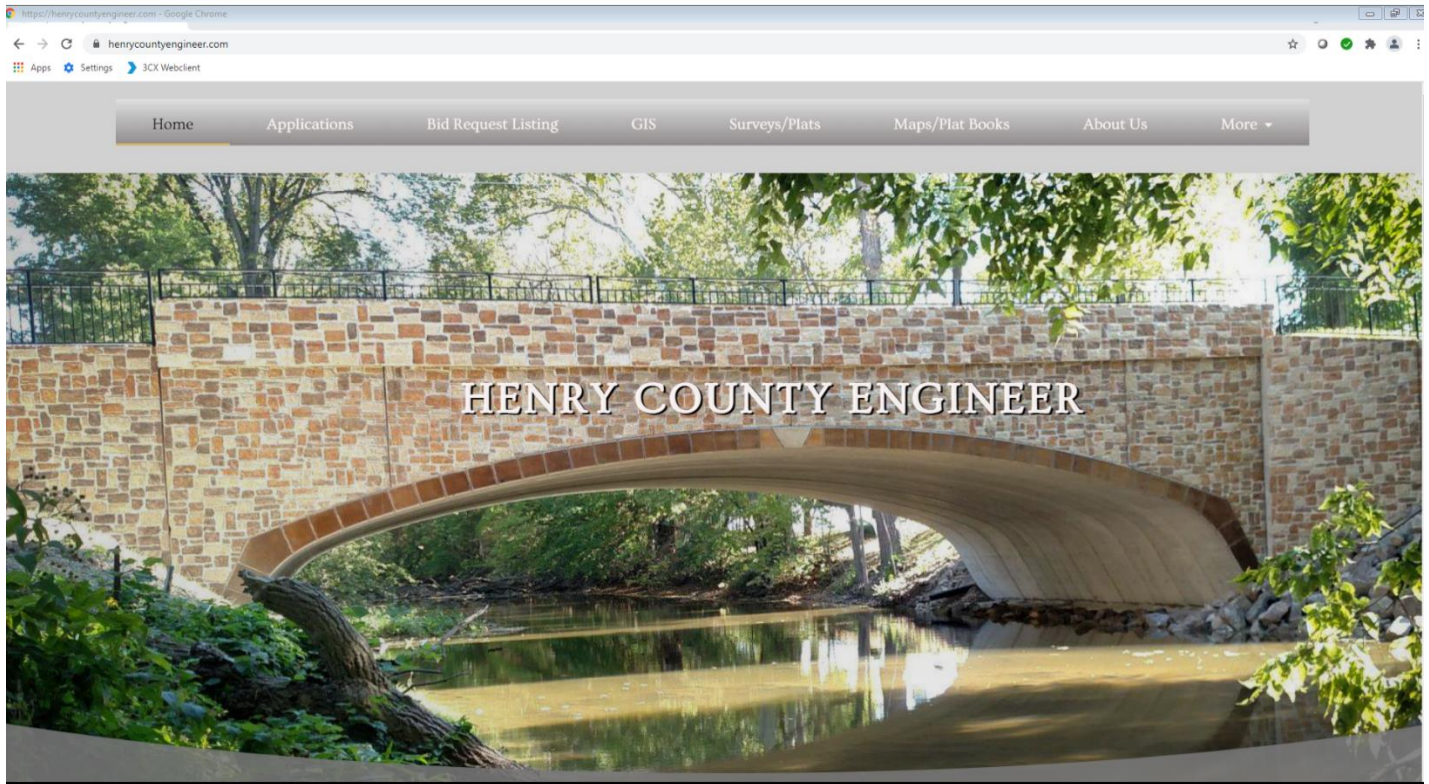 https://henrycountyengineer.com - Google Chrome
henrycountyengineer.com
Apps Settings 3CX Webclient
Home Applications Bid Request Listing GIS Surveys/Plats Maps/Plat Books About Us More
HENRY COUNTY ENGINEER